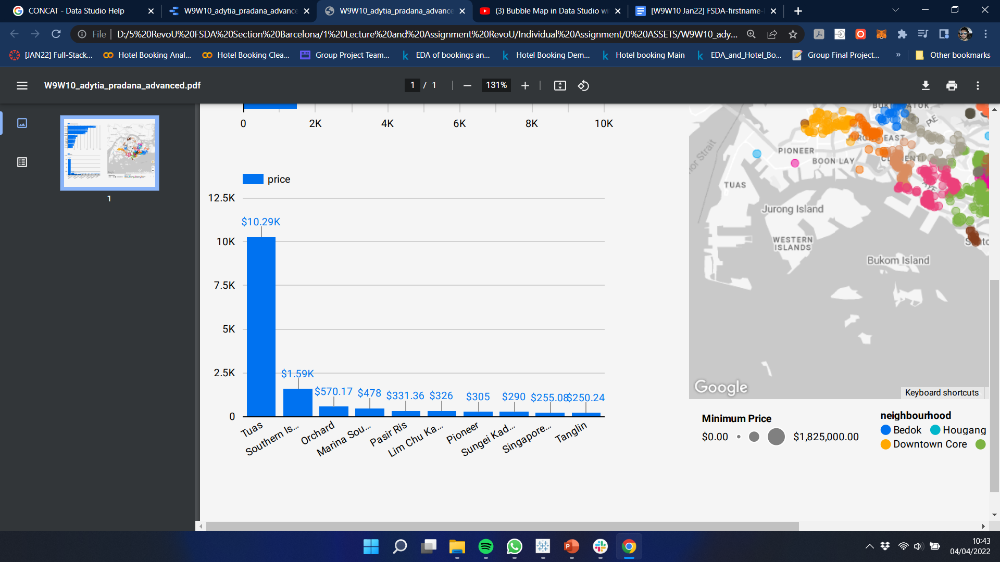 CONCAT - Data Studio Help
W9W10_adytia_pradana_advance
W9W10_adytia_pradana_advance
(3) Bubble Map in Data Studio wi
[W9W10 Jan22] FSDA-firstname-
File
D:/5%20RevoU%20FSDA%20Section%20Barcelona/1%20Lecture%20and%20Assignment%20RevoU/Individual%20Assignment/0%20ASSETS/W9W10_ady...
[JAN22] Full-Stack...
Hotel Booking Anal...
Hotel Booking Clea...
Group Project Team...
EDA of bookings an...
Hotel Booking Dem...
Hotel booking Main
EDA_and_Hotel_Bo...
Group Final Project...
»
Other bookmarks
W9W10_adytia_pradana_advanced.pdf
1 / 1
131%
1
0 2K 4K 6K 8K 10K
price
12.5K
10K
7.5K
5K
2.5K
0
$10.29K
$1.59K
$570.17
$478
$331.36
$326
$305
$290
$255.08
$250.24
Tuas
Southern Is...
Orchard
Marina Sou...
Pasir Ris
Lim Chu Ka...
Pioneer
Sungei Kad...
Singapore...
Tanglin
PIE
JURONG EAST
PIONEER
BOON LAY
TUAS
AYE
Jurong Island
WESTERN
ISLANDS
Bukom Island
Google
Keyboard shortcuts
Minimum Price
$0.00
$1,825,000.00
neighbourhood
Bedok
Hougang
Downtown Core
10:43
04/04/2022